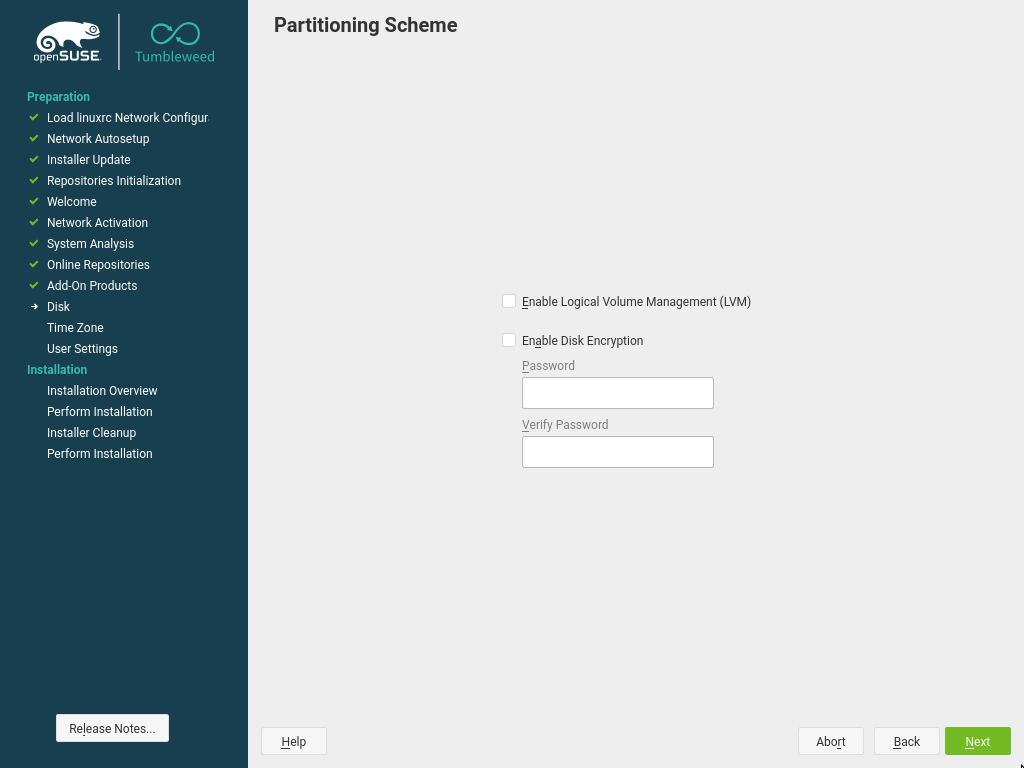 openSUSE
Tumbleweed
Partitioning Scheme
Preparation
Load linuxrc Network Configur
Network Autosetup
Installer Update
Repositories Initialization
Welcome
Network Activation
System Analysis
Online Repositories
Add-On Products
Disk
Time Zone
User Settings
Installation
Installation Overview
Perform Installation
Installer Cleanup
Perform Installation
Release Notes...
Enable Logical Volume Management (LVM)
Enable Disk Encryption
Password
Verify Password
Help
Abort
Back
Next